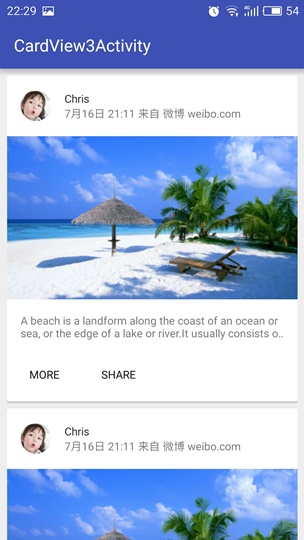 22:29 54
CardView3Activity
Chris
7月16日 21:11 来自 微博 weibo.com
A beach is a landform along the coast of an ocean or
sea, or the edge of a lake or river.It usually consists o..
MORE SHARE
Chris
7月16日 21:11 来自 微博 weibo.com